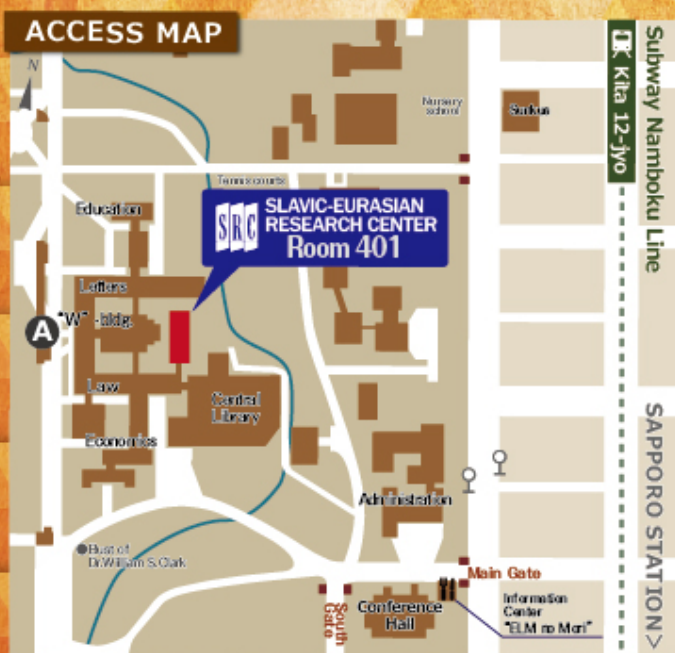 ACCESS MAP
N
Nursery
school
Subway Namboku Line
Kita 12-jyo
Tennis courts
Education
SRC
SLAVIC-EURASIAN
RESEARCH CENTER
Room 401
Letters
"W" -bldg.
A
Law
Central
Library
Economics
Administration
SAPPORO STATION>
Bust of
Dr.William S.Clark
Main Gate
South
Gate
Conference
Hall
Information
Center
"ELM no Mori"